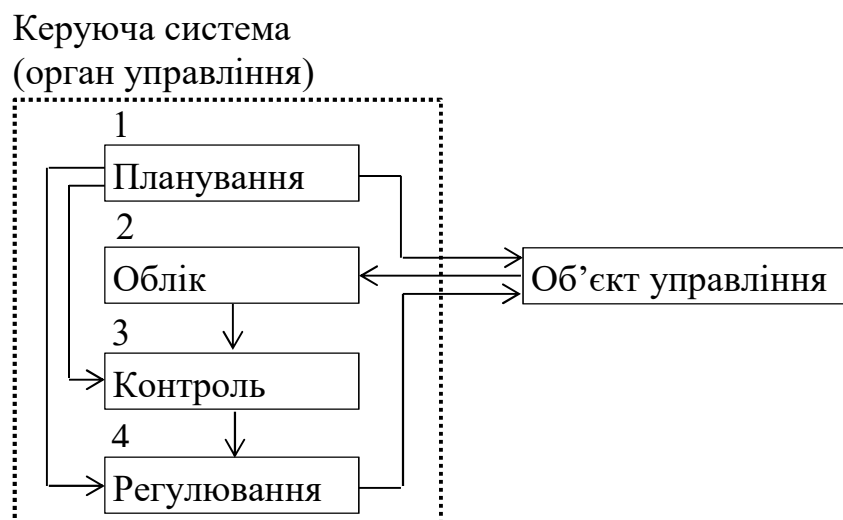 Керуюча система
(орган управління)
1
Планування
2
Облік
Об’єкт управління
3
Контроль
4
Регулювання